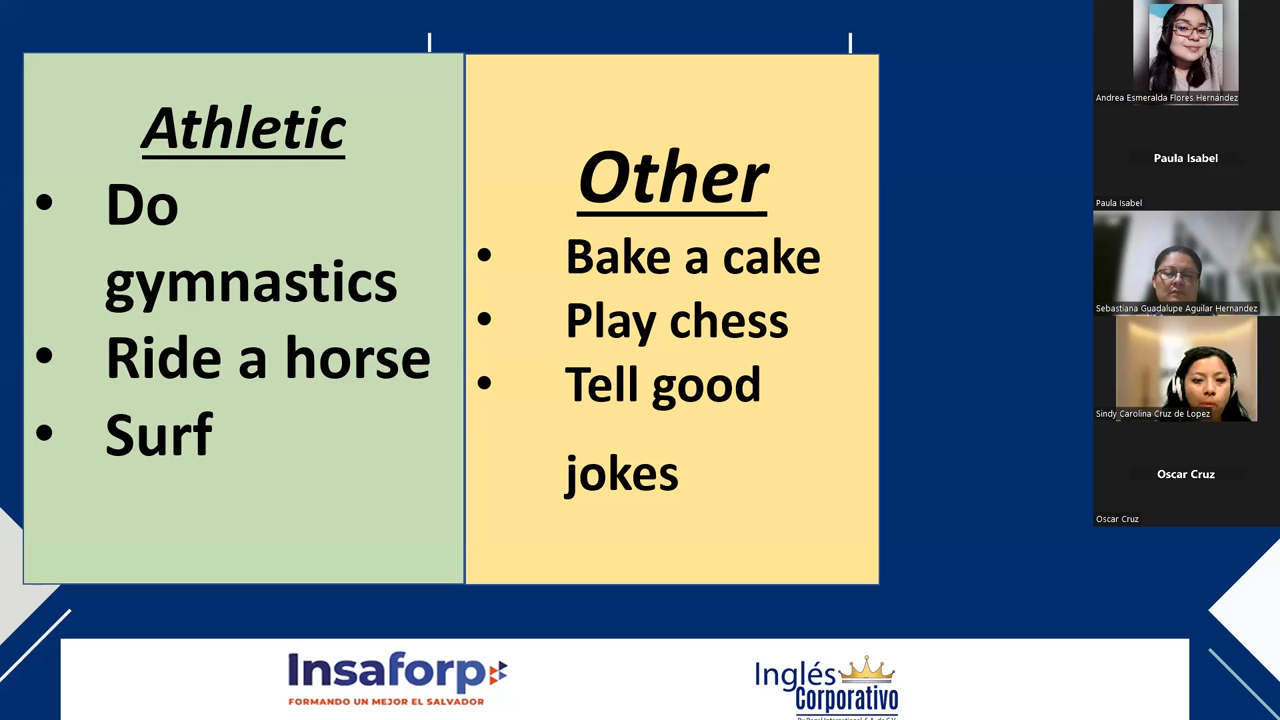 Athletic
• Do
gymnastics
• Ride a horse
• Surf
Other
• Bake a cake
• Play chess
• Tell good
jokes
Andrea Esmeralda Flores Hernández
Paula Isabel
Paula Isabel
Sebastiana Guadalupe Aguilar Hernandez
Sindy Carolina Cruz de Lopez
Oscar Cruz
Oscar Cruz
Insaforp
FORMANDO UN MEJOR EL SALVADOR
Inglés
Corporativo